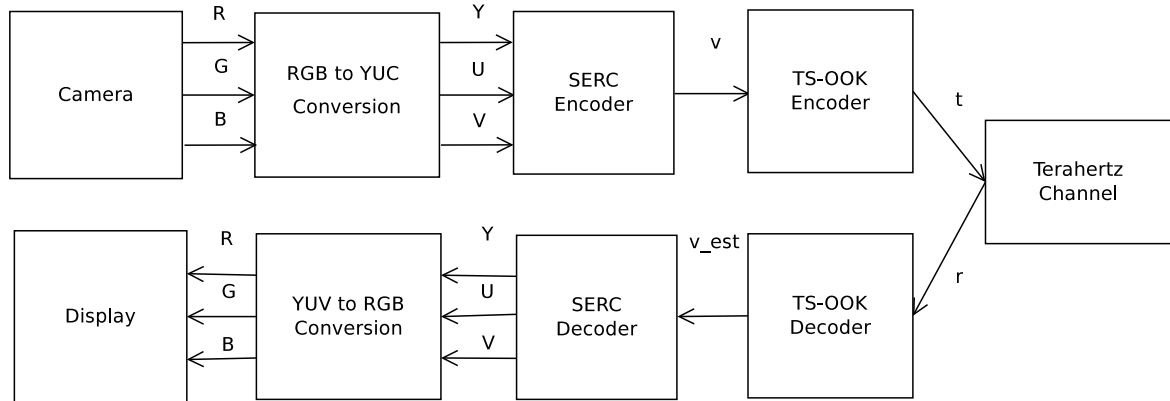 R
G
B
Y
U
V
v
t
Camera
RGB to YUC
Conversion
SERC
Encoder
TS-OOK
Encoder
Terahertz
Channel
R
G
B
Y
U
V
v_est
r
Display
YUV to RGB
Conversion
SERC
Decoder
TS-OOK
Decoder